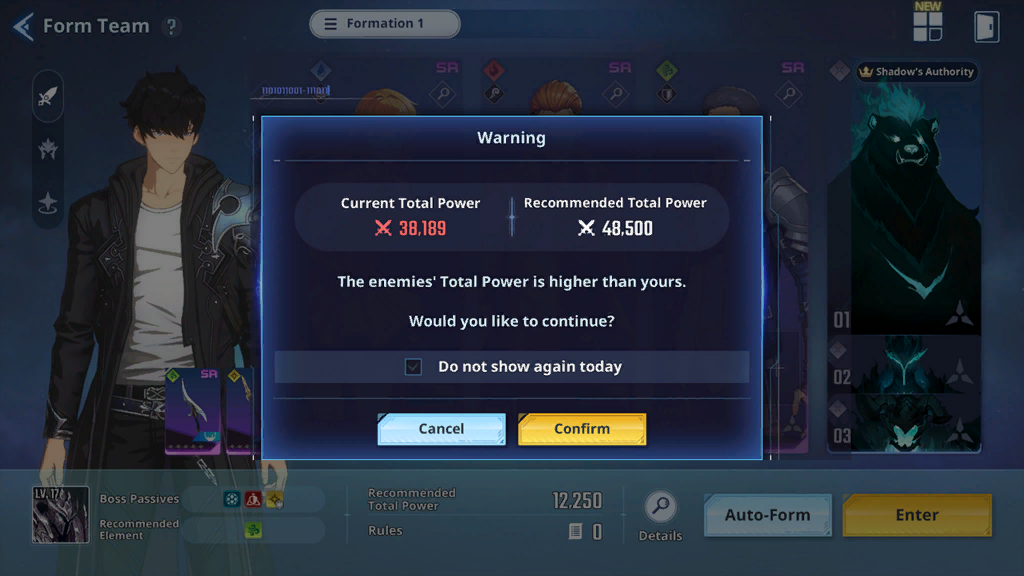 Form Team ?
Formation 1
NEW
SR
SR
SR
Shadow's Authority
Warning
Current Total Power
38,189
Recommended Total Power
48,500
The enemies' Total Power is higher than yours.
Would you like to continue?
Do not show again today
Cancel
Confirm
SR
01
02
03
LV. 17
Boss Passives
Recommended
Element
Recommended
Total Power
12,250
Rules
0
Details
Auto-Form
Enter